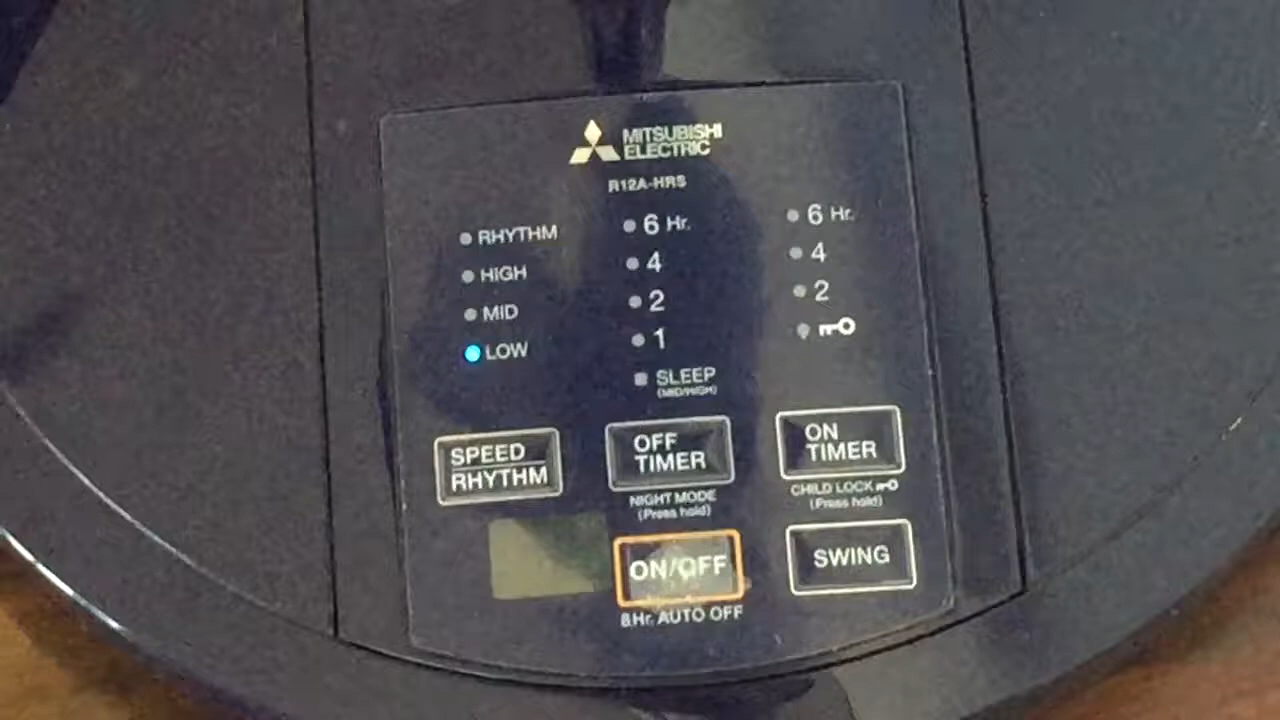 MITSUBISHI
ELECTRIC
R12A-HRS
RHYTHM
HIGH
MID
LOW
6 Hr.
4
2
1
SLEEP
(MID/HIGH)
6 Hr.
4
2
SPEED
RHYTHM
OFF
TIMER
NIGHT MODE
(Press hold)
ON
TIMER
CHILD LOCK
(Press hold)
ON/OFF
8Hr. AUTO OFF
SWING